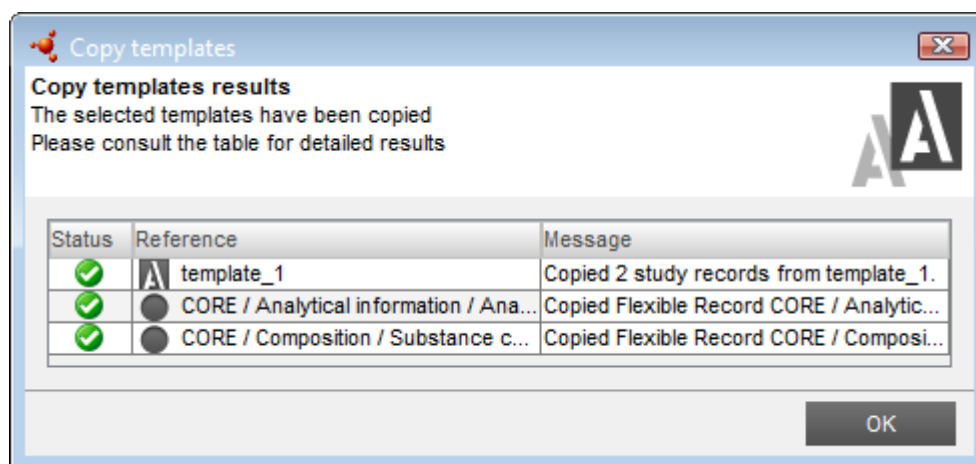 Copy templates
Copy templates results
The selected templates have been copied
Please consult the table for detailed results
Status Reference Message
template_1 Copied 2 study records from template_1.
CORE / Analytical information / Ana... Copied Flexible Record CORE / Analytic...
CORE / Composition / Substance c... Copied Flexible Record CORE / Composi...
OK